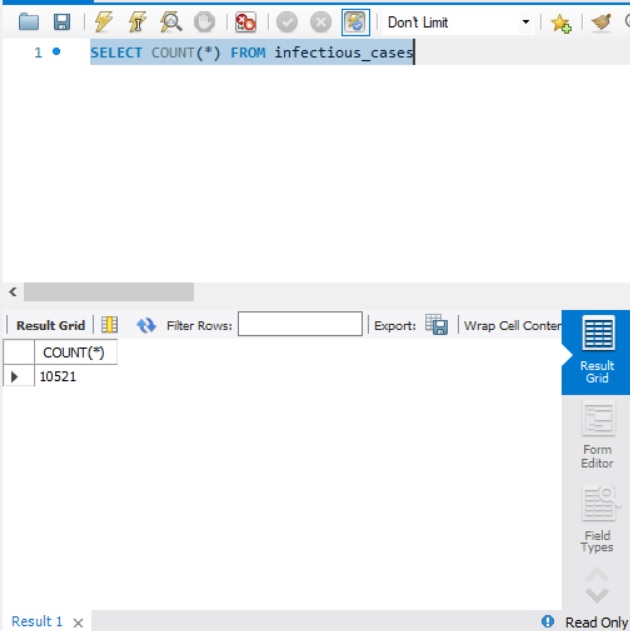 Don't Limit
1 SELECT COUNT(*) FROM infectious_cases
Result Grid Filter Rows: Export: Wrap Cell Conter
COUNT(*)
10521
Result
Grid
Form
Editor
Field
Types
Result 1 × Read Only